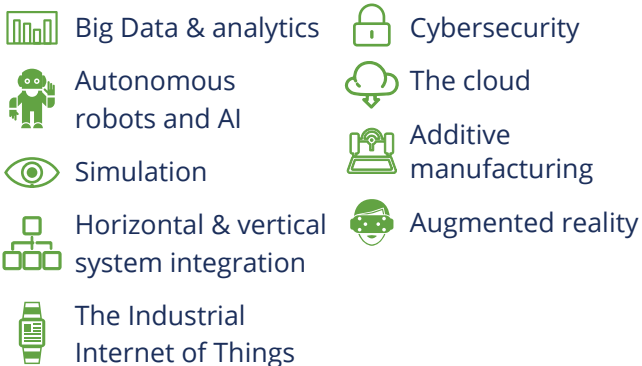 Big Data & analytics
Autonomous
robots and AI
Simulation
Horizontal & vertical
system integration
The Industrial
Internet of Things
Cybersecurity
The cloud
Additive
manufacturing
Augmented reality